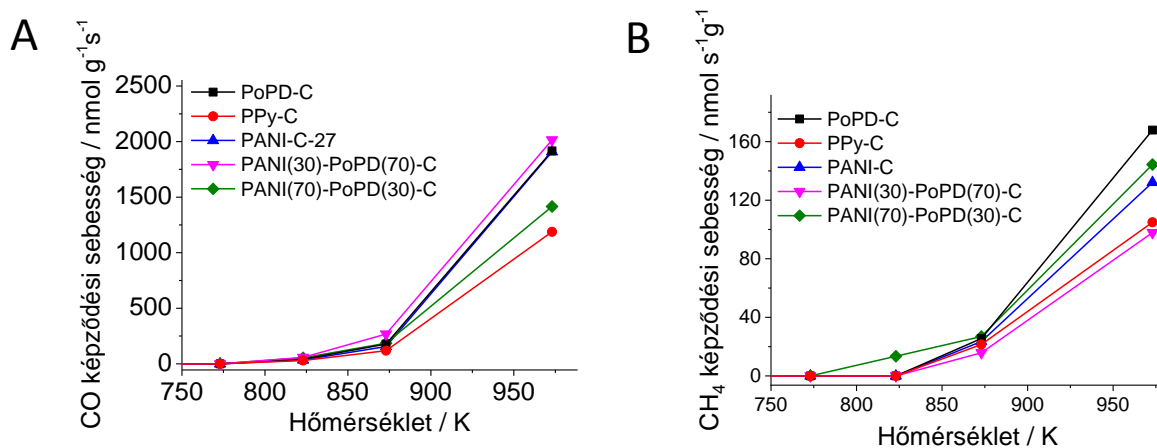 A
CO képződési sebesség / nmol g⁻¹s⁻¹
2500
2000
1500
1000
500
0
PoPD-C
PPy-C
PANI-C-27
PANI(30)-PoPD(70)-C
PANI(70)-PoPD(30)-C
750 800 850 900 950
Hőmérséklet / K
B
CH₄ képződési sebesség / nmol s⁻¹g⁻¹
160
120
80
40
0
PoPD-C
PPy-C
PANI-C
PANI(30)-PoPD(70)-C
PANI(70)-PoPD(30)-C
750 800 850 900 950
Hőmérséklet / K